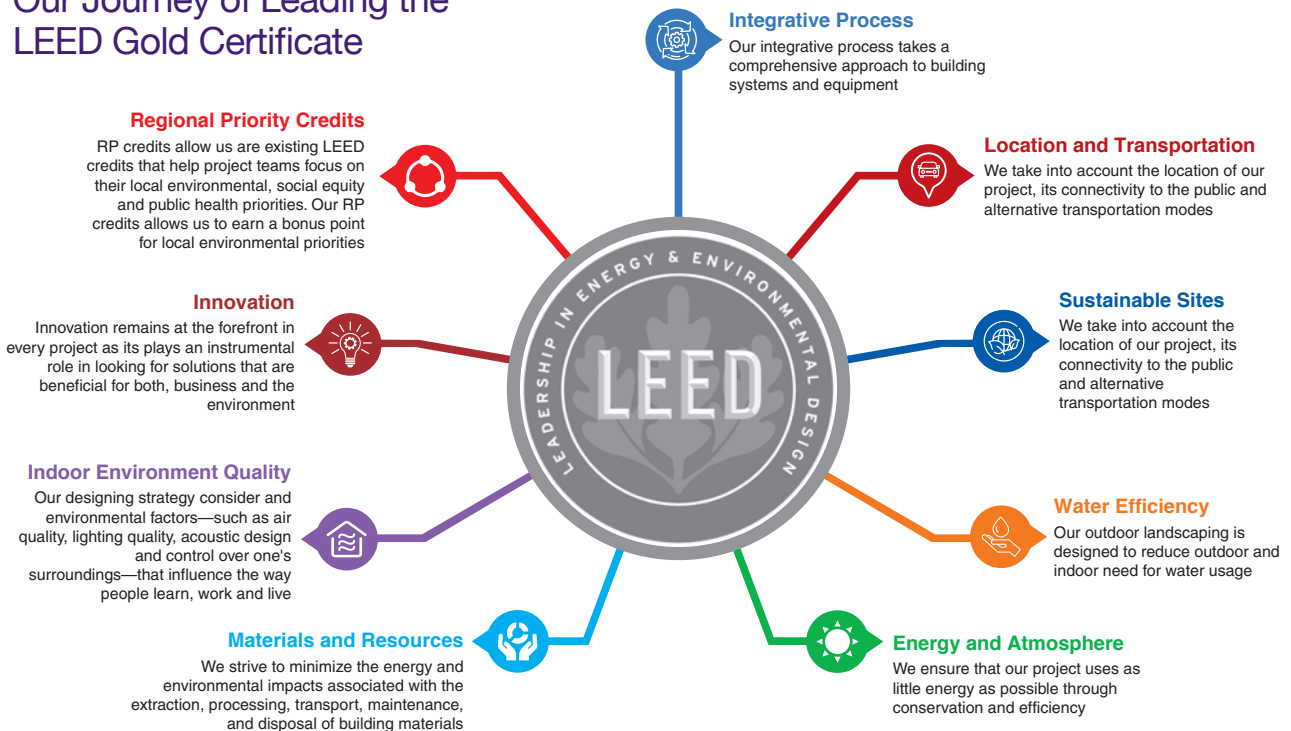 Our Journey of Leading the
LEED Gold Certificate
Integrative Process
Our integrative process takes a
comprehensive approach to building
systems and equipment
Location and Transportation
We take into account the location of our
project, its connectivity to the public and
alternative transportation modes
Sustainable Sites
We take into account the
location of our project, its
connectivity to the public
and alternative
transportation modes
Water Efficiency
Our outdoor landscaping is
designed to reduce outdoor and
indoor need for water usage
Energy and Atmosphere
We ensure that our project uses as
little energy as possible through
conservation and efficiency
Materials and Resources
We strive to minimize the energy and
environmental impacts associated with the
extraction, processing, transport, maintenance,
and disposal of building materials
Indoor Environment Quality
Our designing strategy consider and
environmental factors—such as air
quality, lighting quality, acoustic design
and control over one's
surroundings—that influence the way
people learn, work and live
Innovation
Innovation remains at the forefront in
every project as its plays an instrumental
role in looking for solutions that are
beneficial for both, business and the
environment
Regional Priority Credits
RP credits allow us are existing LEED
credits that help project teams focus on
their local environmental, social equity
and public health priorities. Our RP
credits allows us to earn a bonus point
for local environmental priorities
LEADERSHIP IN ENERGY & ENVIRONMENTAL DESIGN
LEED